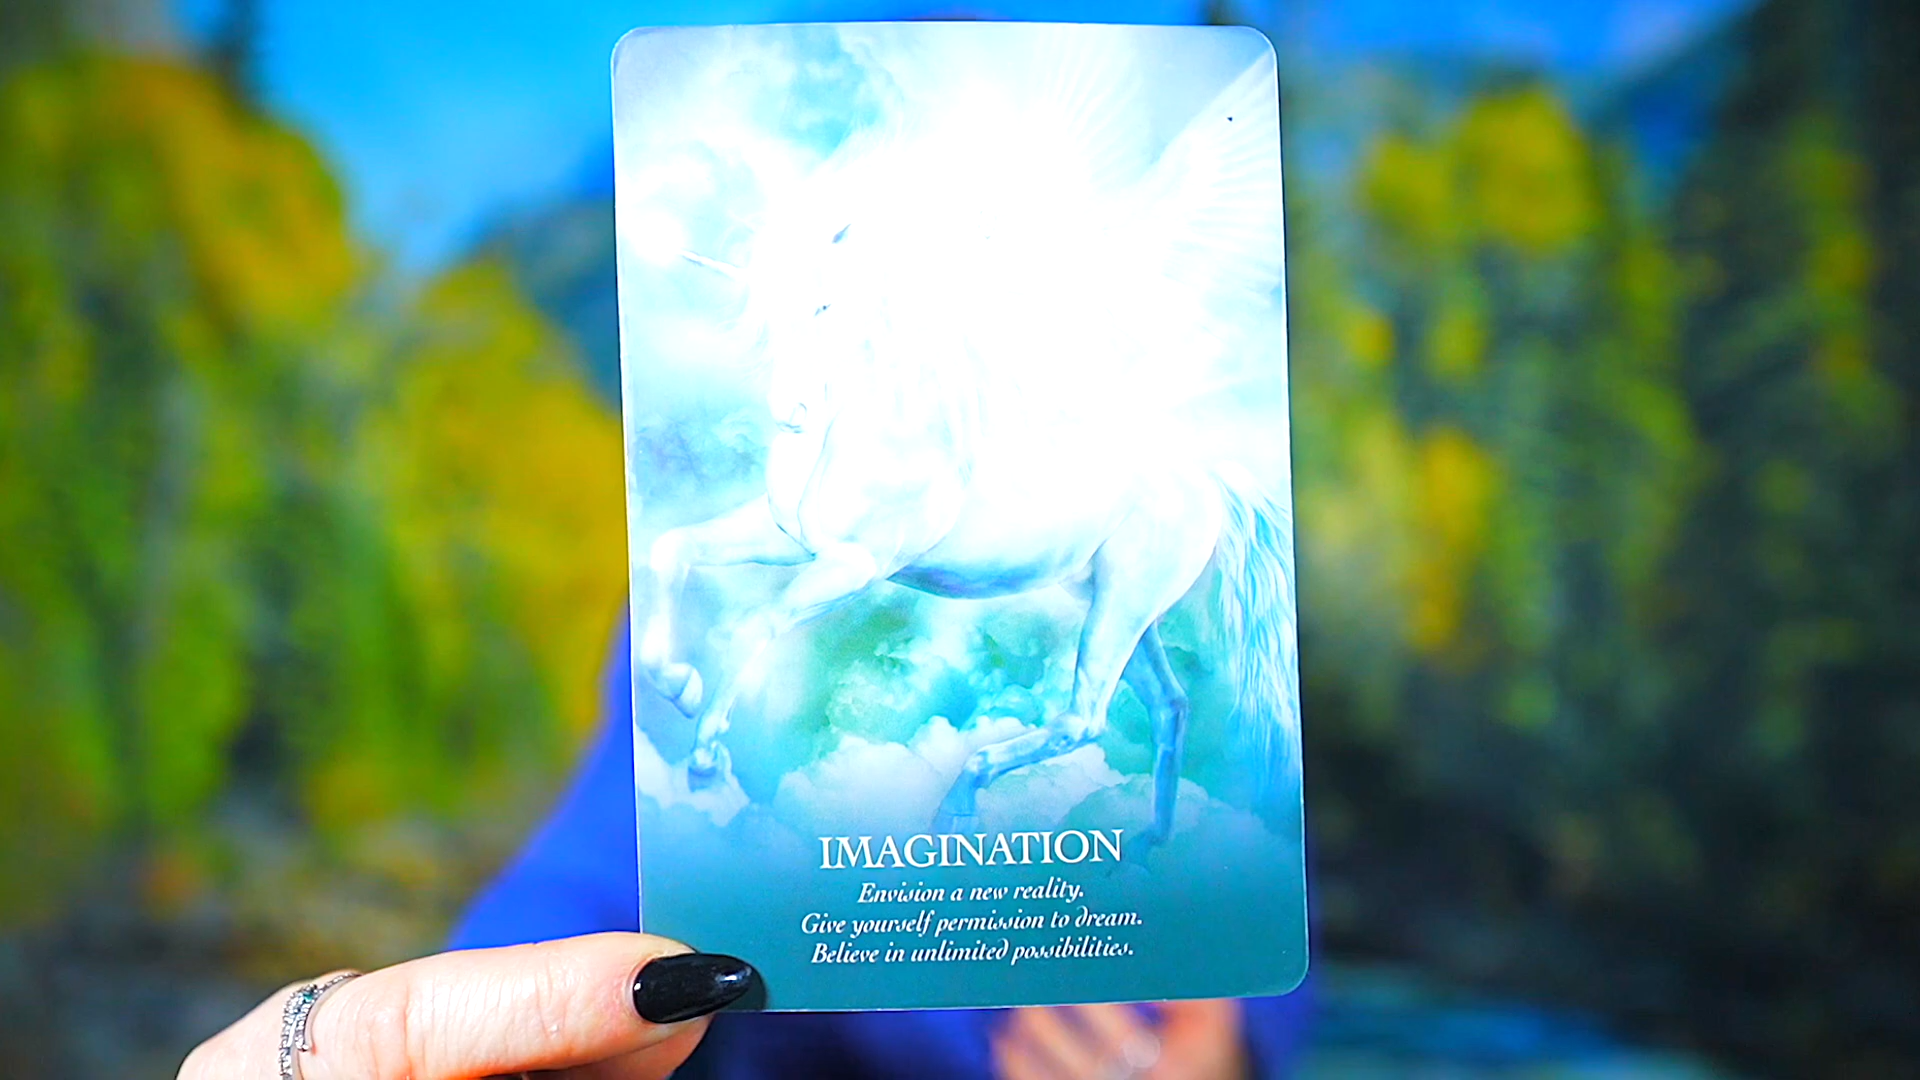 IMAGINATION
Envision a new reality.
Give yourself permission to dream.
Believe in unlimited possibilities.